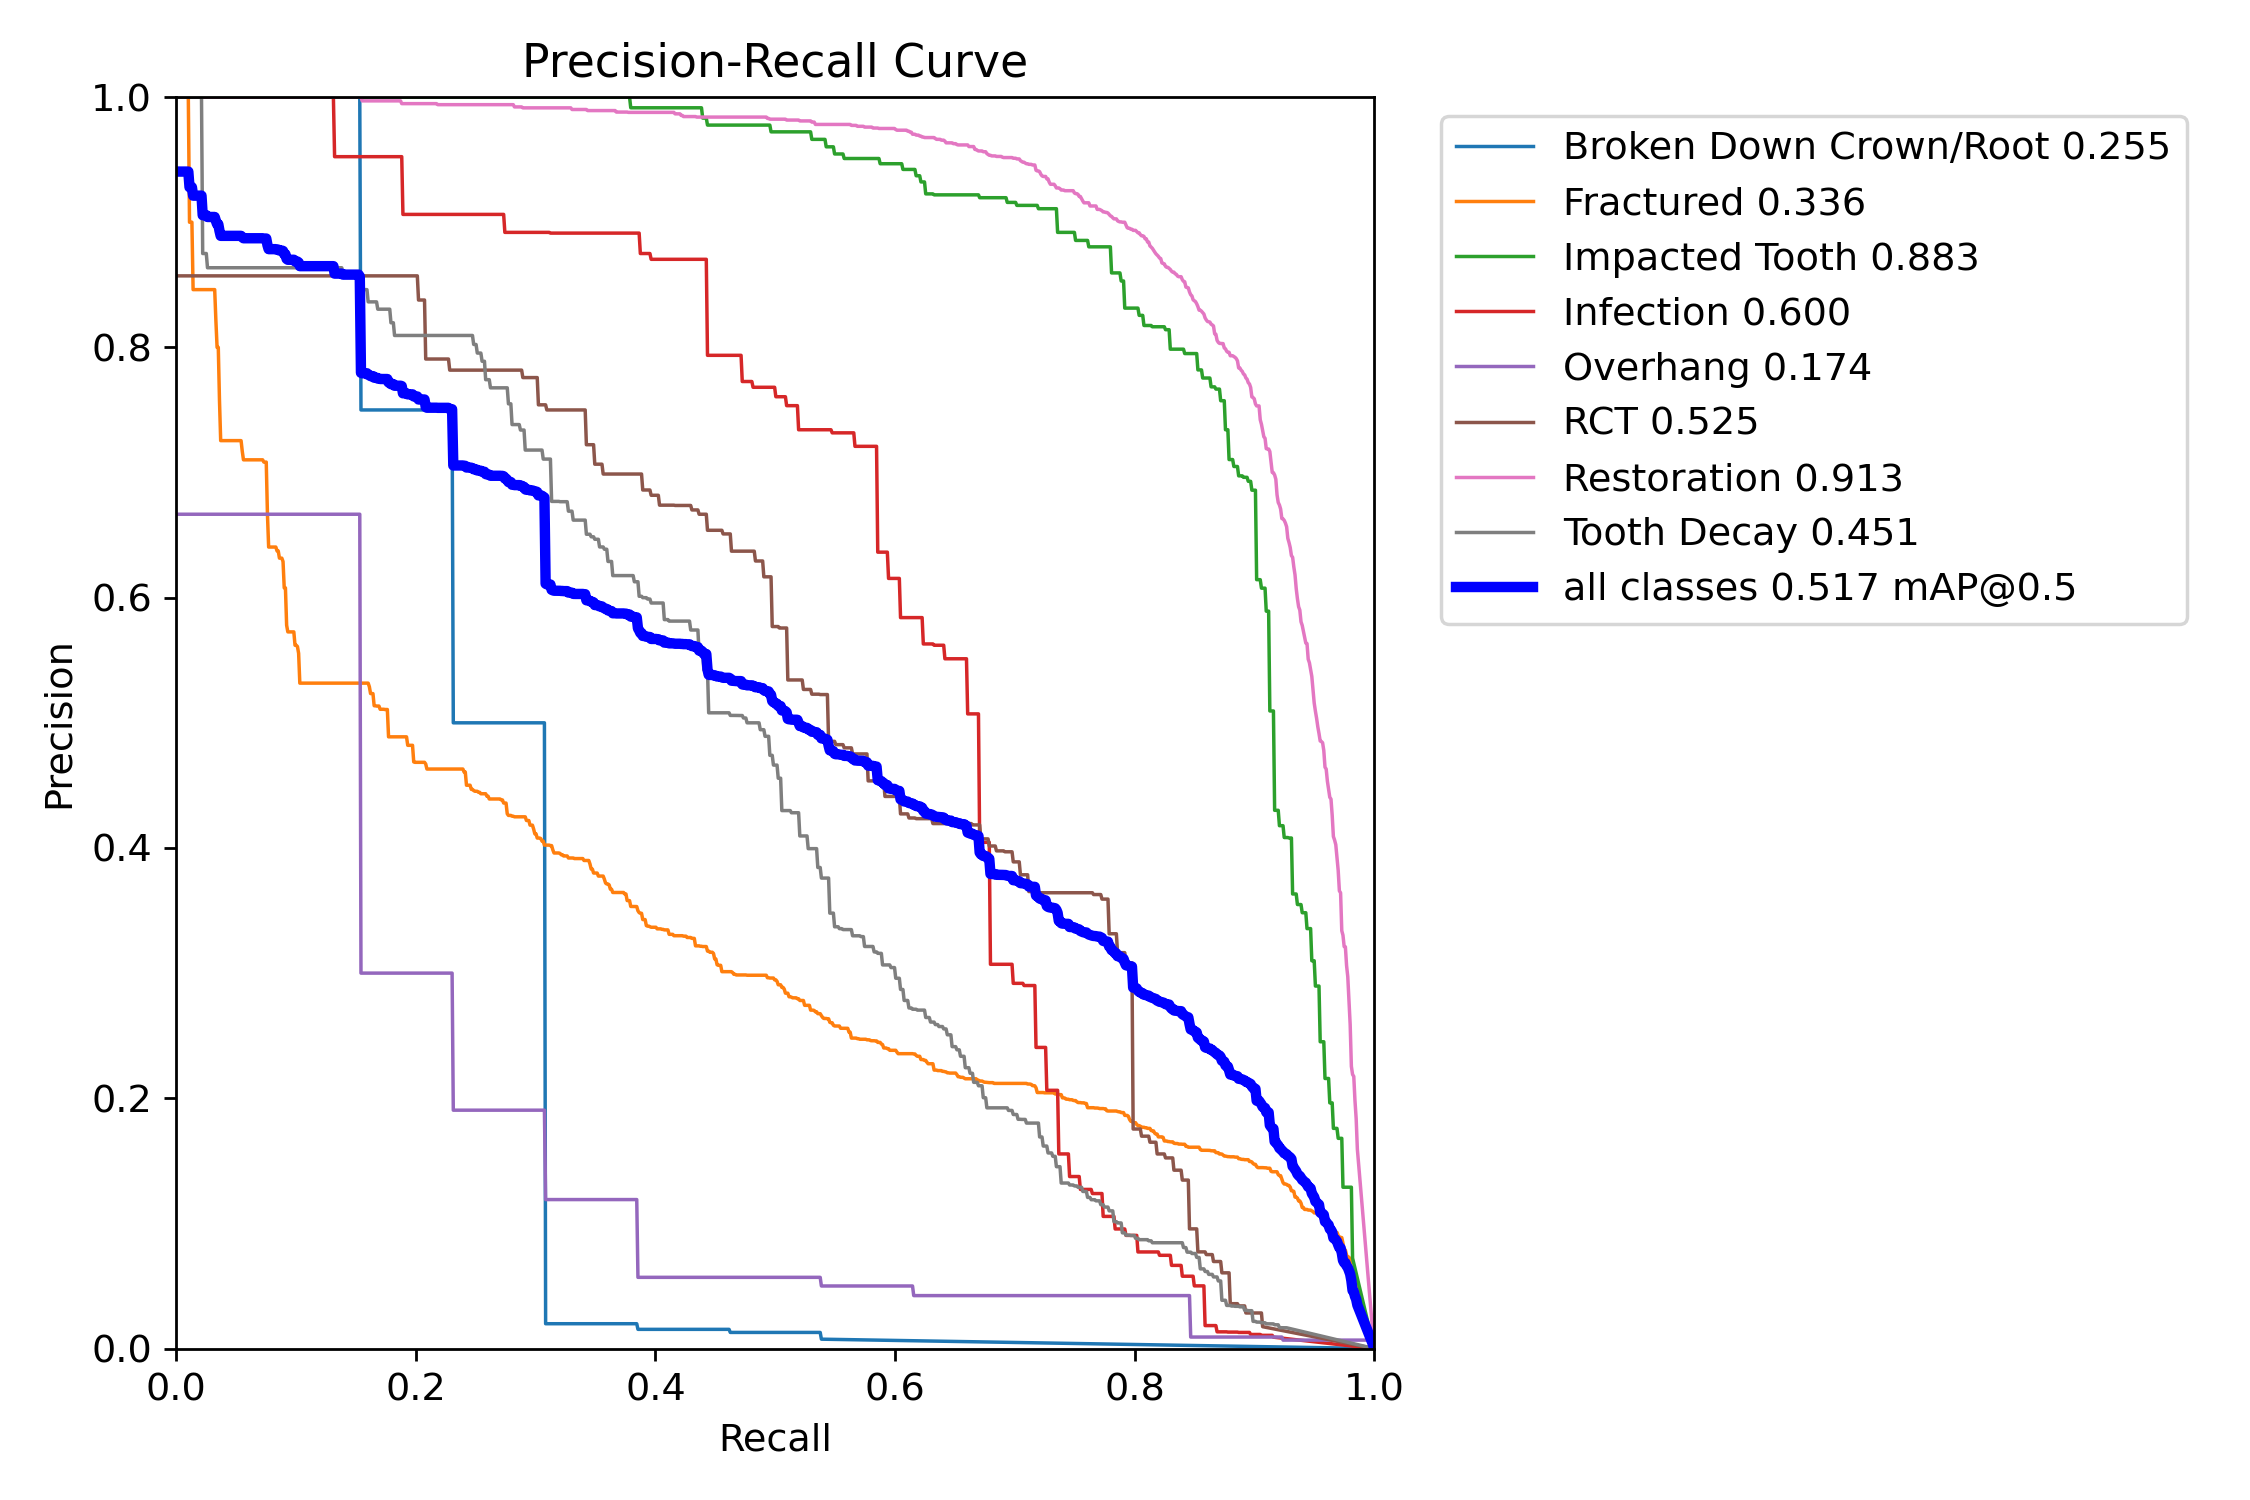 Precision-Recall Curve
1.0
0.8
0.6
0.4
0.2
0.0
Precision
0.0 0.2 0.4 0.6 0.8 1.0
Recall
Broken Down Crown/Root 0.255
Fractured 0.336
Impacted Tooth 0.883
Infection 0.600
Overhang 0.174
RCT 0.525
Restoration 0.913
Tooth Decay 0.451
all classes 0.517 mAP@0.5